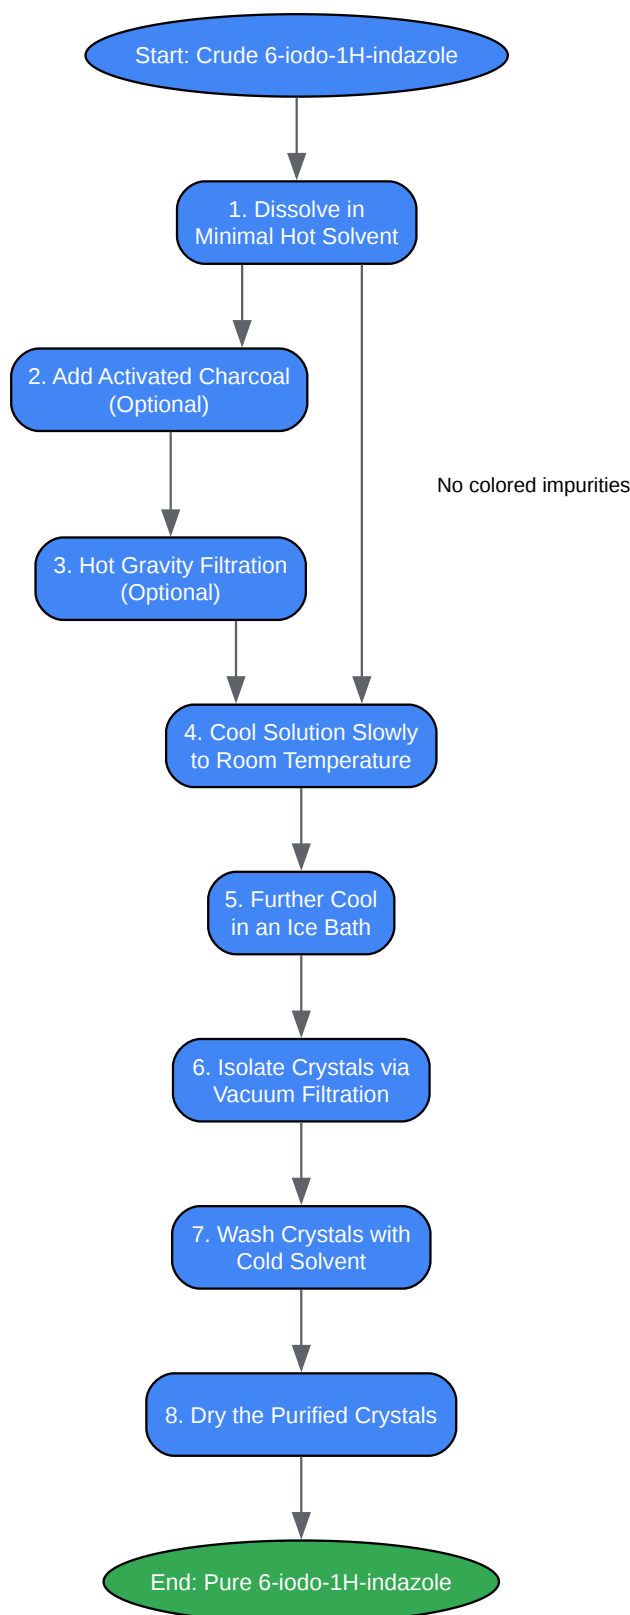 Start: Crude 6-iodo-1H-indazole
1. Dissolve in
Minimal Hot Solvent
2. Add Activated Charcoal
(Optional)
No colored impurities
3. Hot Gravity Filtration
(Optional)
4. Cool Solution Slowly
to Room Temperature
5. Further Cool
in an Ice Bath
6. Isolate Crystals via
Vacuum Filtration
7. Wash Crystals with
Cold Solvent
8. Dry the Purified Crystals
End: Pure 6-iodo-1H-indazole